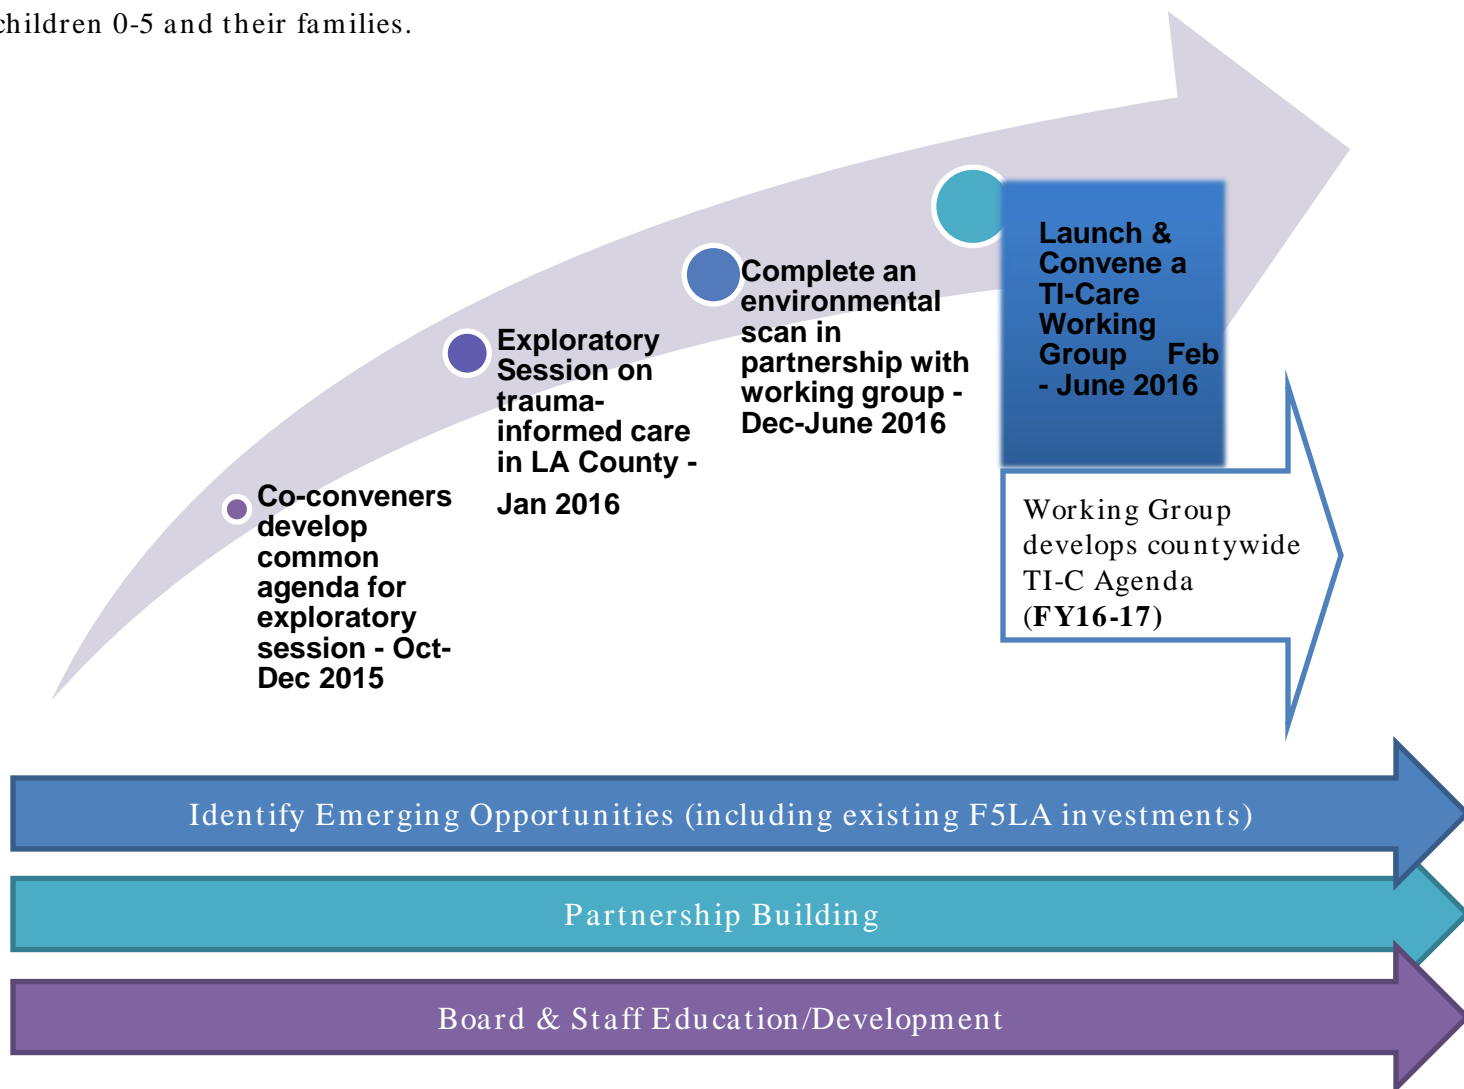 children 0-5 and their families.
Co-conveners
develop
common
agenda for
exploratory
session - Oct-
Dec 2015
Exploratory
Session on
trauma-
informed care
in LA County -
Jan 2016
Complete an
environmental
scan in
partnership with
working group -
Dec-June 2016
Launch &
Convene a
TI-Care
Working
Group Feb
- June 2016
Working Group
develops countywide
TI-C Agenda
(FY16-17)
Identify Emerging Opportunities (including existing F5LA investments)
Partnership Building
Board & Staff Education/Development